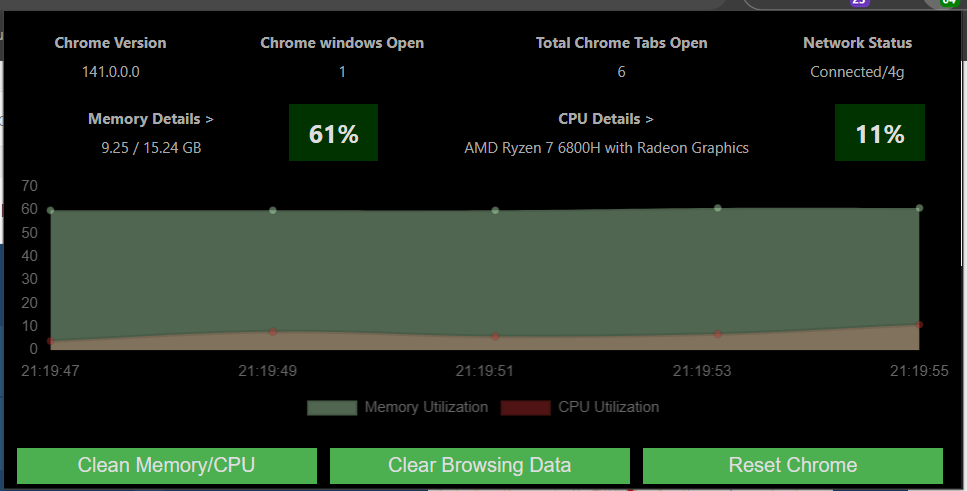 25
64
Chrome Version Chrome windows Open Total Chrome Tabs Open Network Status
141.0.0.0 1 6 Connected/4g
Memory Details > 61% CPU Details > 11%
9.25 / 15.24 GB AMD Ryzen 7 6800H with Radeon Graphics
70
60
50
40
30
20
10
0
21:19:47 21:19:49 21:19:51 21:19:53 21:19:55
Memory Utilization CPU Utilization
Clean Memory/CPU Clear Browsing Data Reset Chrome